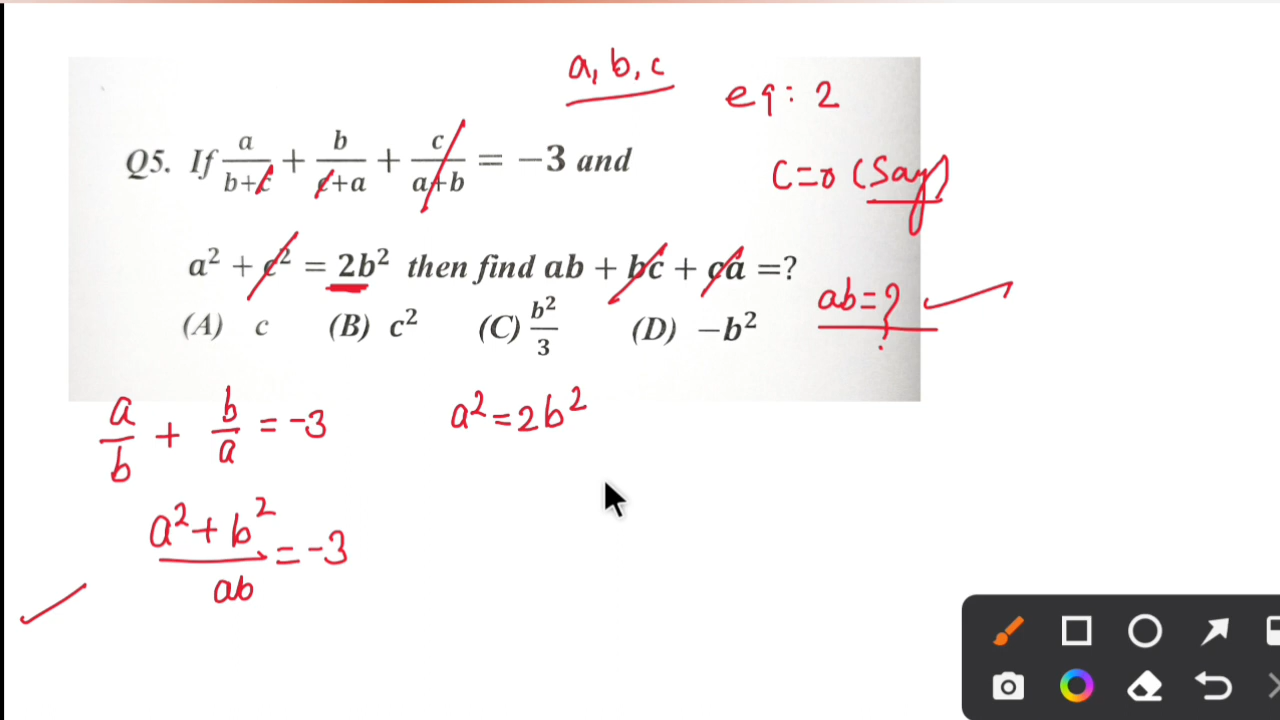 a, b, c
eq: 2
Q5. If a/(b+c) + b/(c+a) + c/(a+b) = −3 and
c=0 (Say)
a² + c² = 2b² then find ab + bc + ca =?
ab=?
(A) c (B) c² (C) b²/3 (D) −b²
a/b + b/a = -3 a²=2b²
(a²+b²)/ab = -3